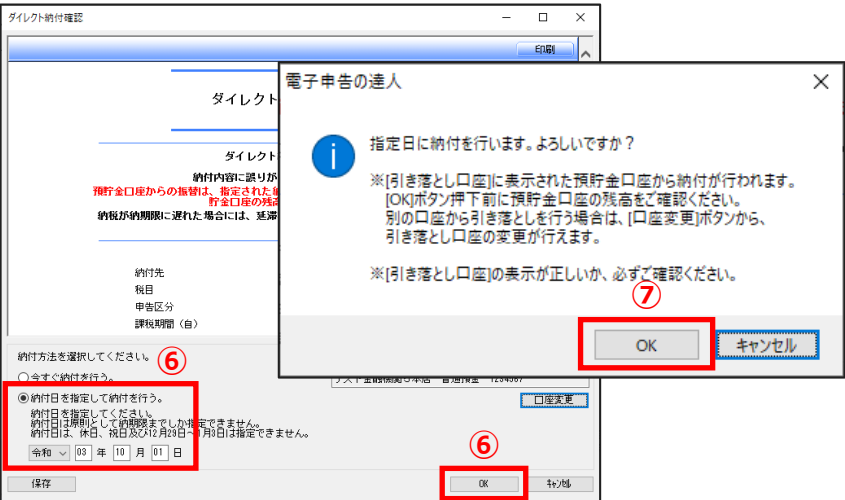 ダイレクト納付確認
印刷
ダイレクト
ダイレクト
納付内容に誤りが
預貯金口座からの振替は、指定された
貯金口座の残
納税が納期限に遅れた場合には、延滞
納付先
税目
申告区分
課税期間（自）
電子申告の達人
指定日に納付を行います。よろしいですか？
※[引き落とし口座]に表示された預貯金口座から納付が行われます。
[OK]ボタン押下前に預貯金口座の残高をご確認ください。
別の口座から引き落としを行う場合は、[口座変更]ボタンから、
引き落とし口座の変更が行えます。
※[引き落とし口座]の表示が正しいか、必ずご確認ください。
⑦
OK
キャンセル
納付方法を選択してください。
⑥
今すぐ納付を行う。
納付日を指定して納付を行う。
口座変更
納付日を指定してください。
納付日は原則として納期限までしか指定できません。
納付日は、休日、祝日及び12月29日～1月3日は指定できません。
令和 03 年 10 月 01 日
⑥
保存
OK
キャンセル